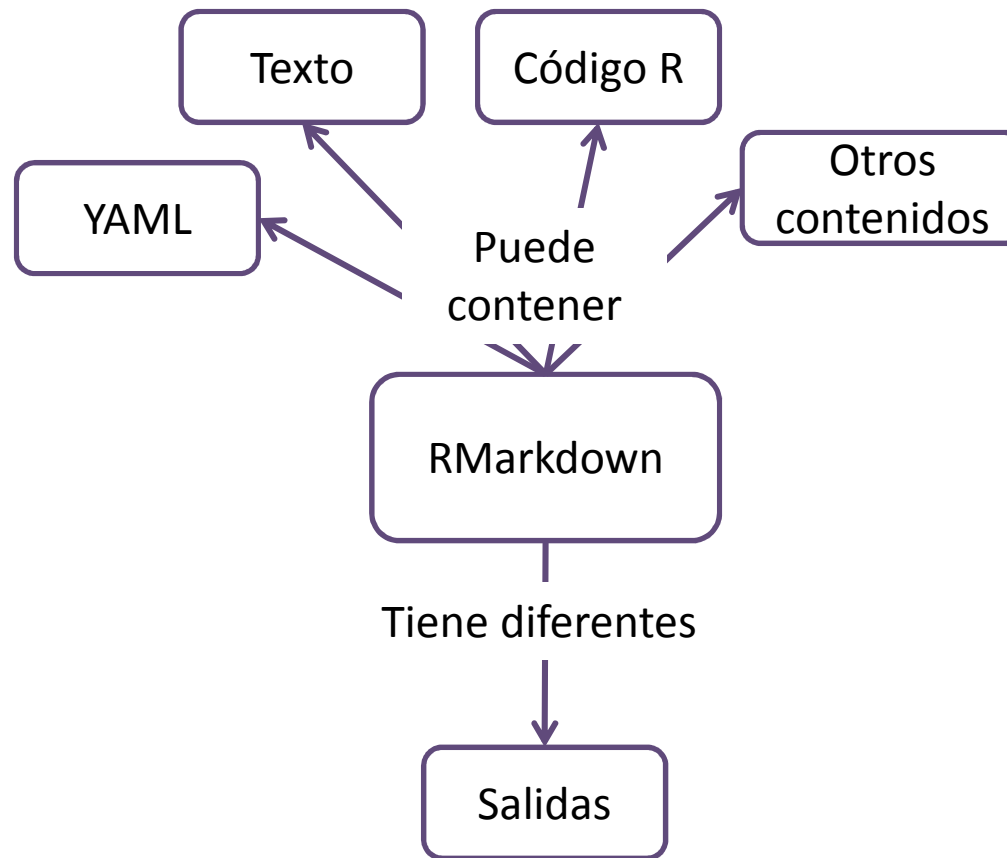 Texto
Código R
Otros
contenidos
YAML
Puede
contener
RMarkdown
Tiene diferentes
Salidas